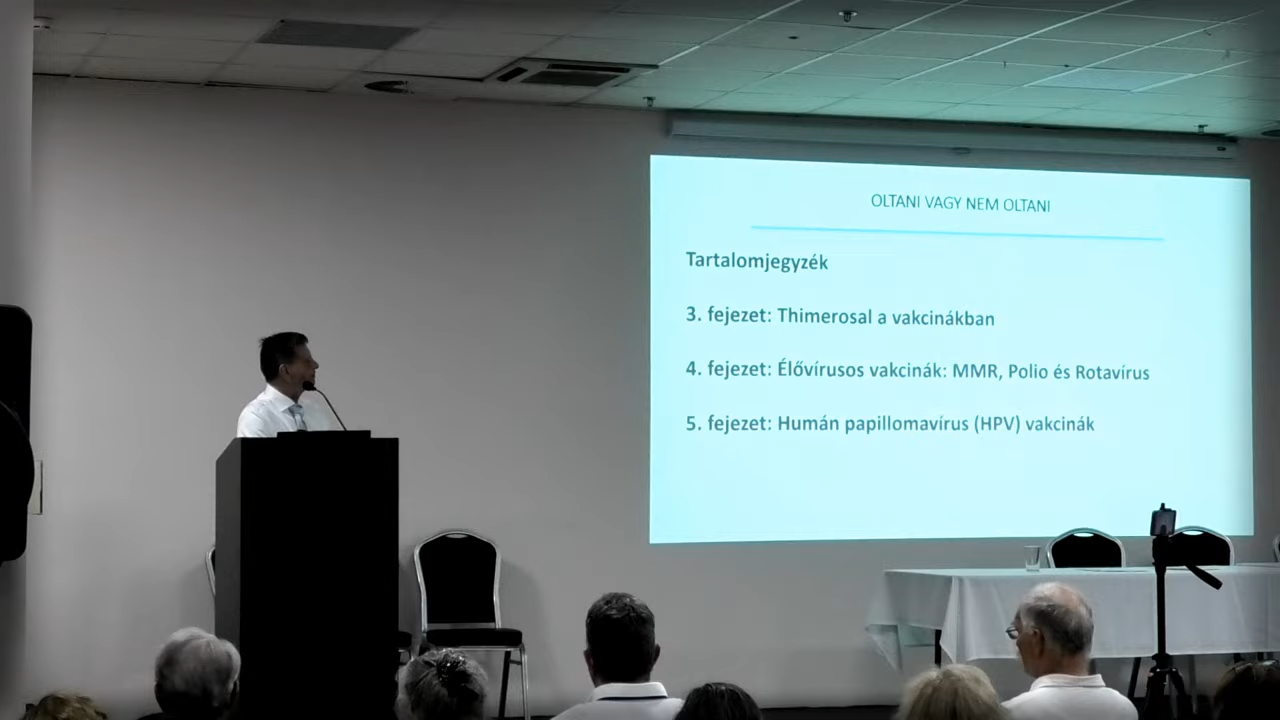 OLTANI VAGY NEM OLTANI
Tartalomjegyzék
3. fejezet: Thimerosal a vakcinákban
4. fejezet: Élővírusos vakcinák: MMR, Polio és Rotavírus
5. fejezet: Humán papillomavírus (HPV) vakcinák